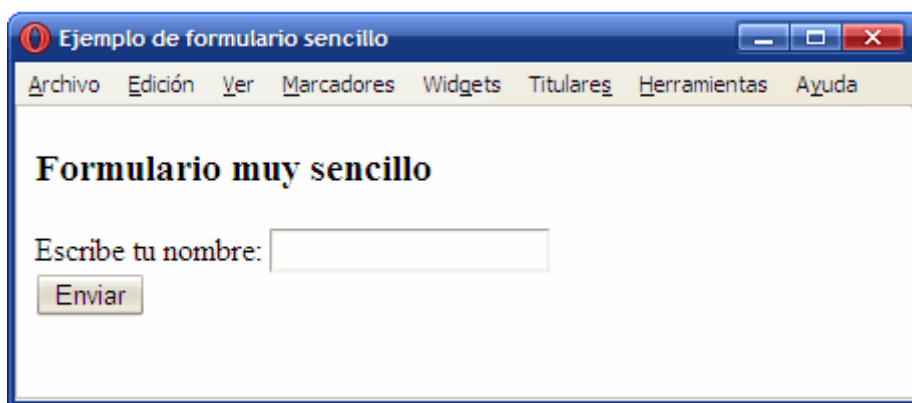 Ejemplo de formulario sencillo
Archivo Edición Ver Marcadores Widgets Titulares Herramientas Ayuda
Formulario muy sencillo
Escribe tu nombre:
Enviar